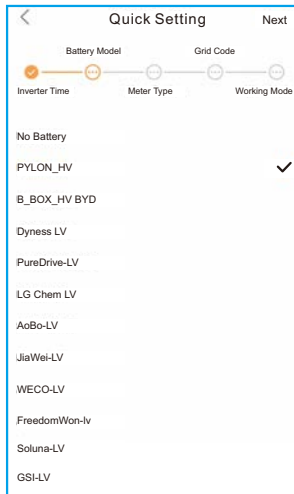 Quick Setting Next
Battery Model Grid Code
Inverter Time Meter Type Working Mode
No Battery
PYLON_HV
B_BOX_HV BYD
Dyness LV
PureDrive-LV
LG Chem LV
AoBo-LV
JiaWei-LV
WECO-LV
FreedomWon-lv
Soluna-LV
GSI-LV